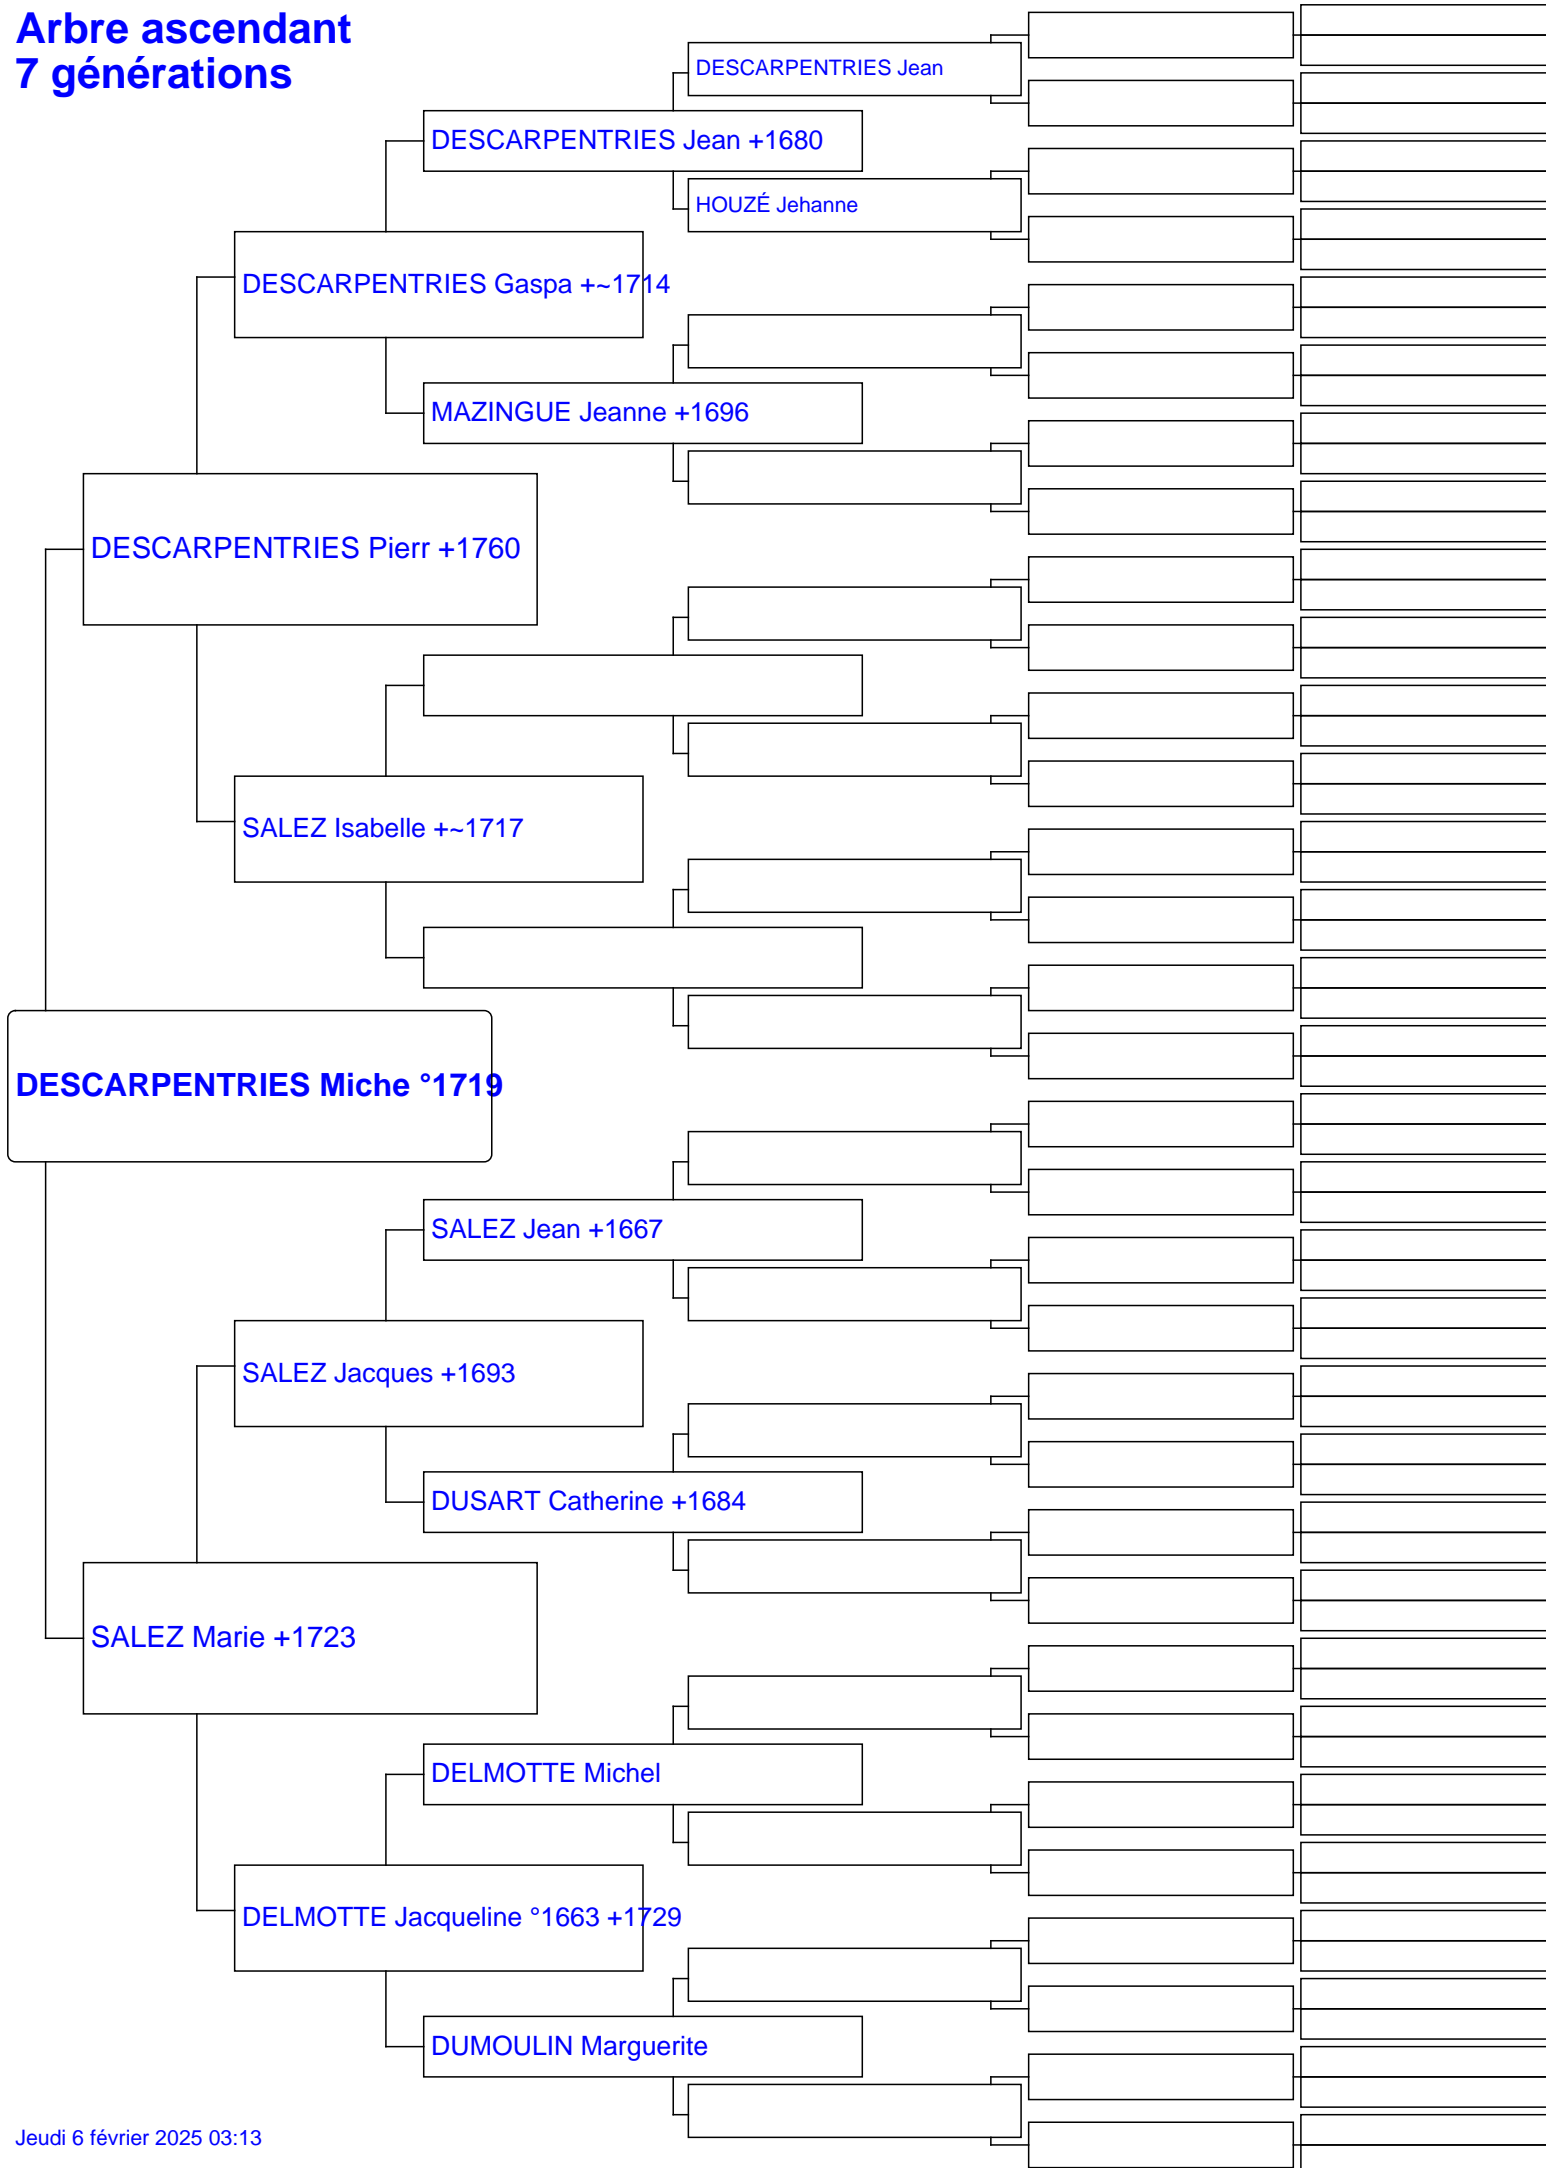 Arbre ascendant
7 générations
DESCARPENTRIES Jean
DESCARPENTRIES Jean +1680
HOUZÉ Jehanne
DESCARPENTRIES Gaspa +~1714
MAZINGUE Jeanne +1696
DESCARPENTRIES Pierr +1760
SALEZ Isabelle +~1717
DESCARPENTRIES Miche °1719
SALEZ Jean +1667
SALEZ Jacques +1693
DUSART Catherine +1684
SALEZ Marie +1723
DELMOTTE Michel
DELMOTTE Jacqueline °1663 +1729
DUMOULIN Marguerite
Jeudi 6 février 2025 03:13